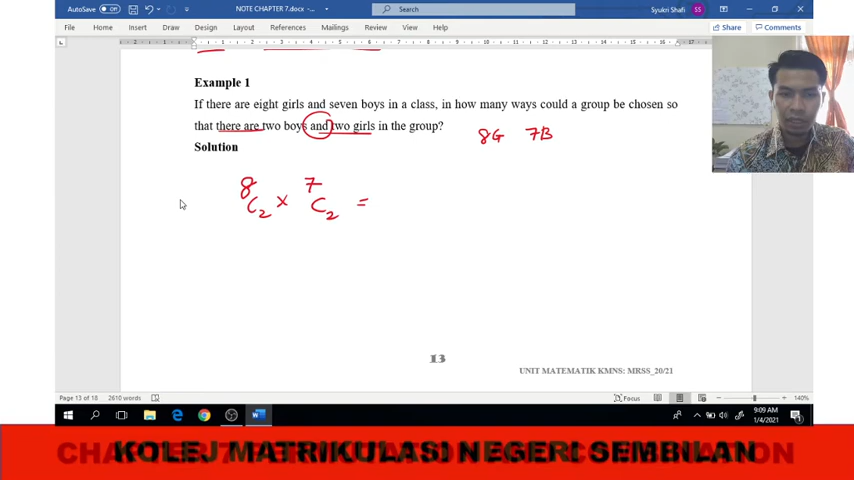 AutoSave Off NOTE CHAPTER 7.docx -... Search Syukri Shafi SS
File Home Insert Draw Design Layout References Mailings Review View Help Share Comments
Example 1
If there are eight girls and seven boys in a class, in how many ways could a group be chosen so
that there are two boys and two girls in the group?
8G 7B
Solution
8C2 x 7C2 =
13
UNIT MATEMATIK KMNS: MRSS_20/21
Page 13 of 18 2610 words Focus 140%
9:09 AM
1/4/2021
KOLEJ MATRIKULASI NEGERI SEMBILAN